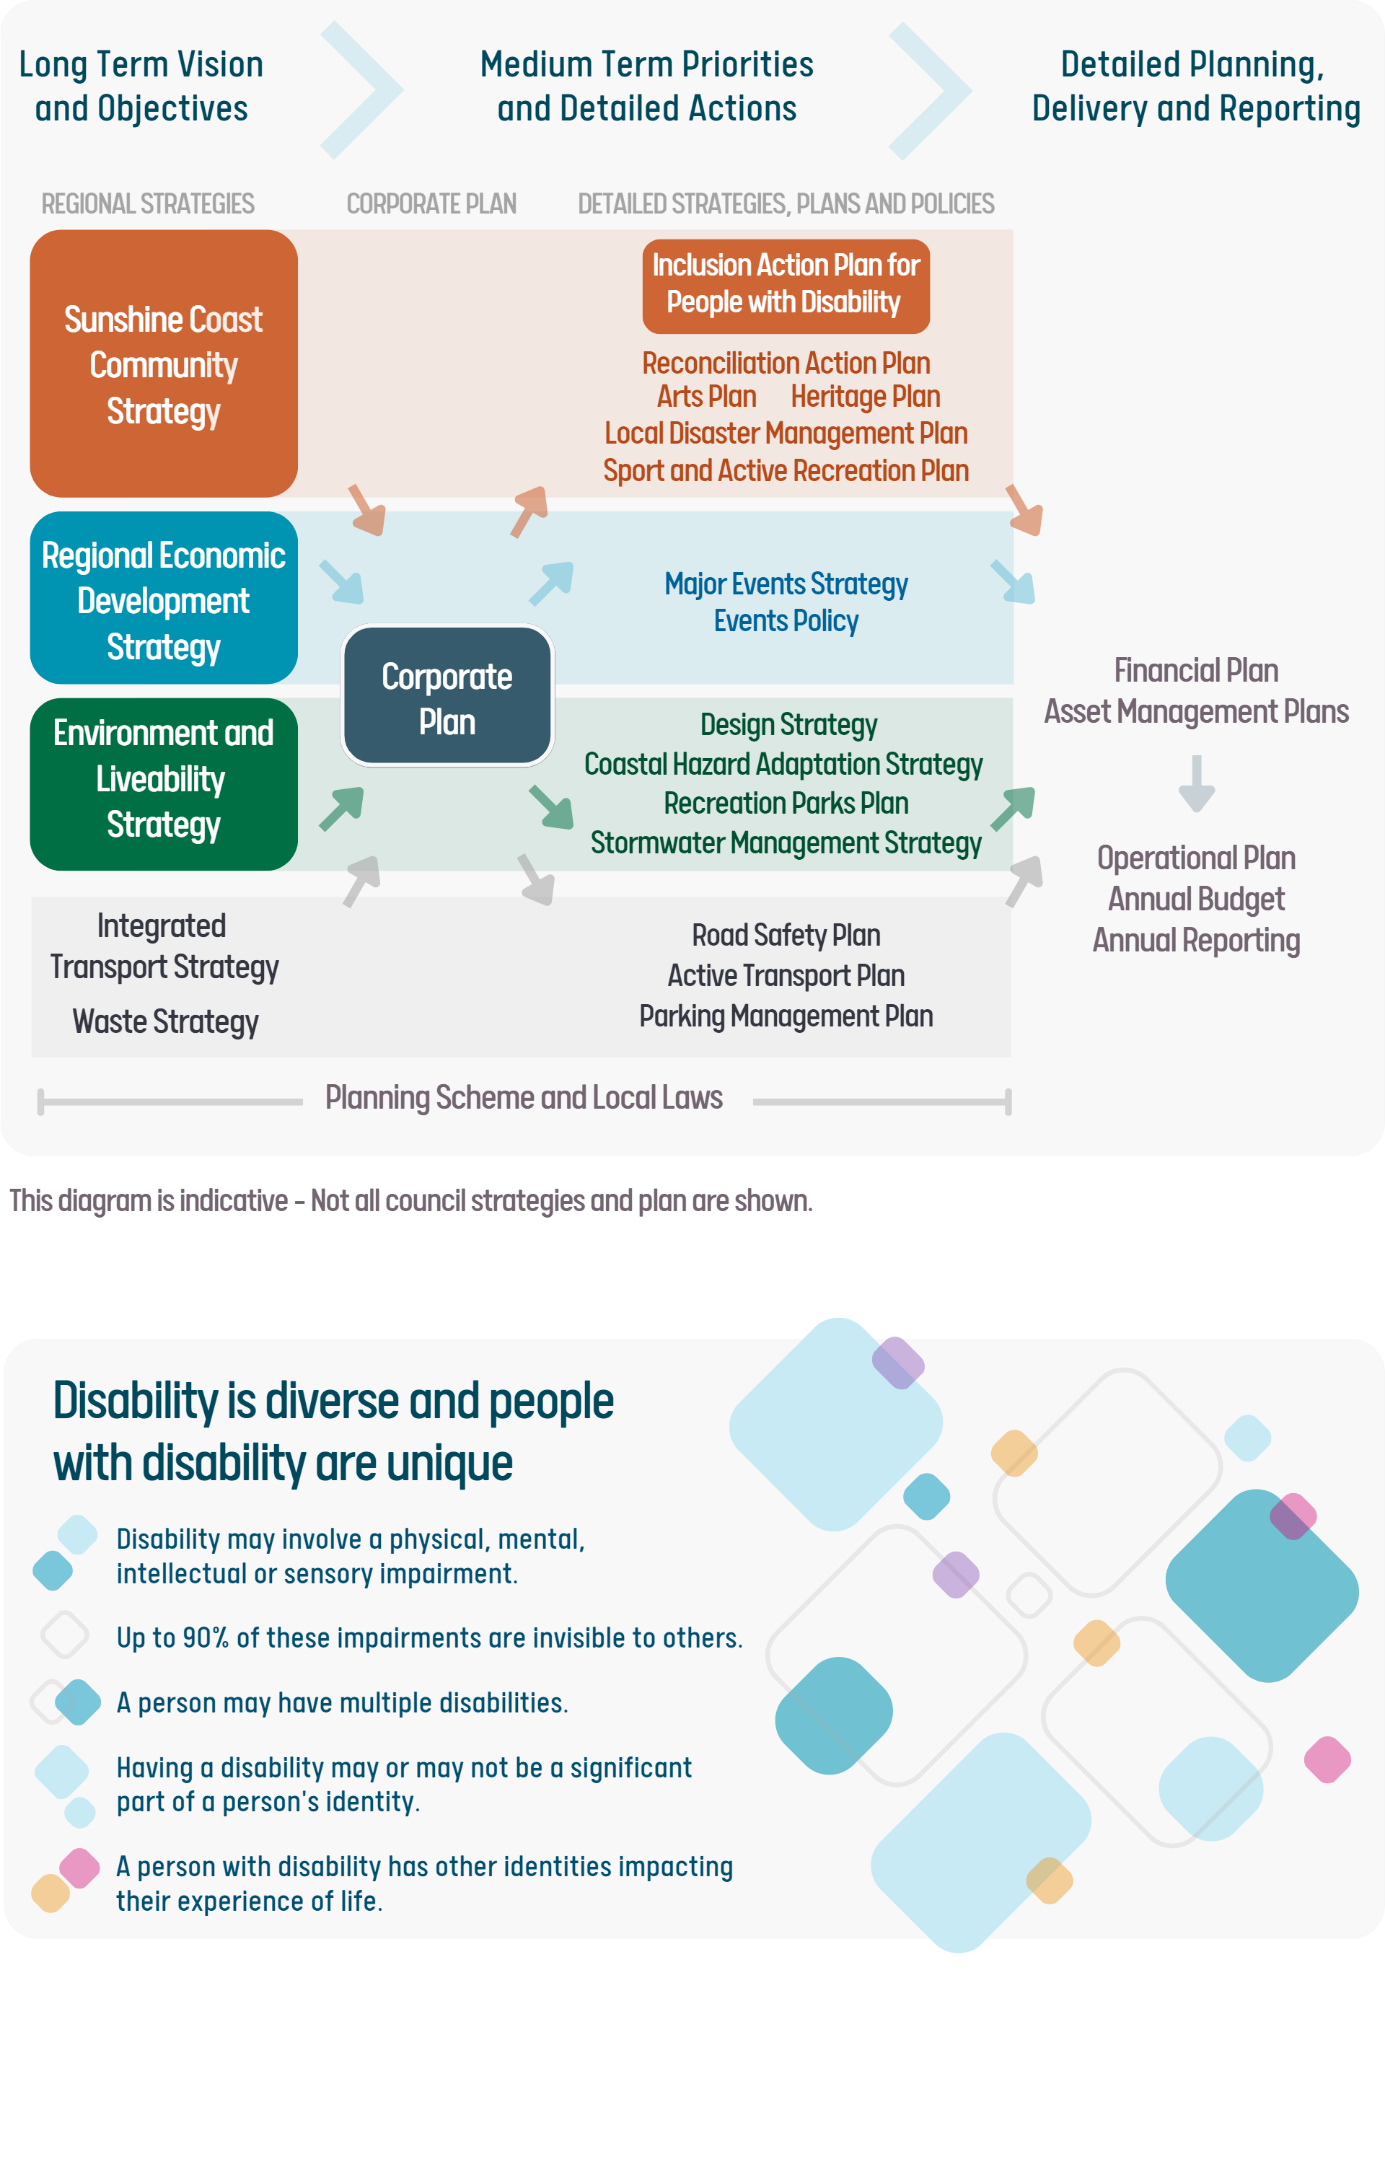 Long Term Vision
and Objectives
Medium Term Priorities
and Detailed Actions
Detailed Planning,
Delivery and Reporting
REGIONAL STRATEGIES
CORPORATE PLAN
DETAILED STRATEGIES, PLANS AND POLICIES
Sunshine Coast
Community
Strategy
Inclusion Action Plan for
People with Disability
Reconciliation Action Plan
Arts Plan Heritage Plan
Local Disaster Management Plan
Sport and Active Recreation Plan
Regional Economic
Development
Strategy
Major Events Strategy
Events Policy
Corporate
Plan
Environment and
Liveability
Strategy
Design Strategy
Coastal Hazard Adaptation Strategy
Recreation Parks Plan
Stormwater Management Strategy
Integrated
Transport Strategy
Waste Strategy
Road Safety Plan
Active Transport Plan
Parking Management Plan
Financial Plan
Asset Management Plans
Operational Plan
Annual Budget
Annual Reporting
Planning Scheme and Local Laws
This diagram is indicative - Not all council strategies and plan are shown.
Disability is diverse and people
with disability are unique
Disability may involve a physical, mental,
intellectual or sensory impairment.
Up to 90% of these impairments are invisible to others.
A person may have multiple disabilities.
Having a disability may or may not be a significant
part of a person's identity.
A person with disability has other identities impacting
their experience of life.